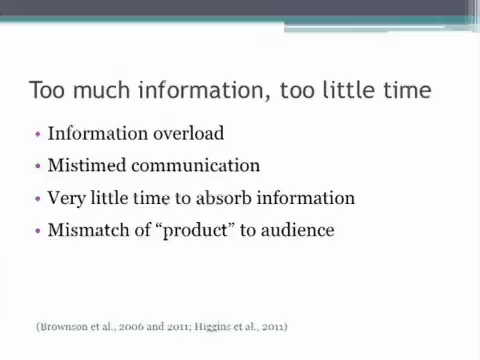 Too much information, too little time
• Information overload
• Mistimed communication
• Very little time to absorb information
• Mismatch of “product” to audience
(Brownson et al., 2006 and 2011; Higgins et al., 2011)